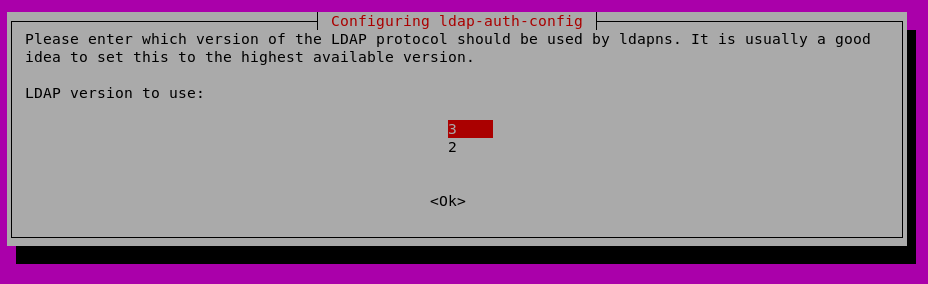 Configuring ldap-auth-config
Please enter which version of the LDAP protocol should be used by ldapns. It is usually a good
idea to set this to the highest available version.
LDAP version to use:
3
2
<Ok>